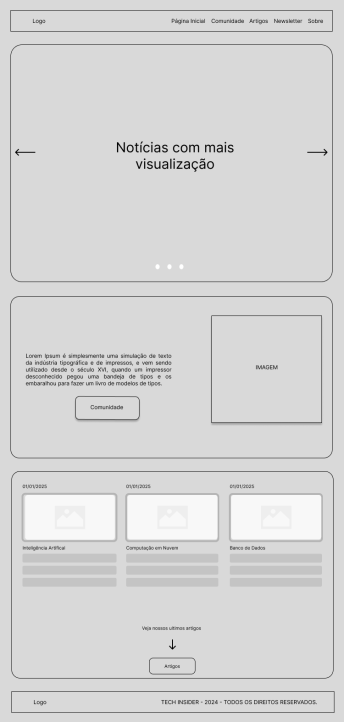 Logo
Página Inicial Comunidade Artigos Newsletter Sobre
Notícias com mais
visualização
Lorem Ipsum é simplesmente uma simulação de texto
da indústria tipográfica e de impressos, e vem sendo
utilizado desde o século XVI, quando um impressor
desconhecido pegou uma bandeja de tipos e os
embaralhou para fazer um livro de modelos de tipos.
Comunidade
IMAGEM
01/01/2025
01/01/2025
01/01/2025
Inteligência Artifical
Computação em Nuvem
Banco de Dados
Veja nossos ultimos artigos
Artigos
Logo
TECH INSIDER - 2024 - TODOS OS DIREITOS RESERVADOS.